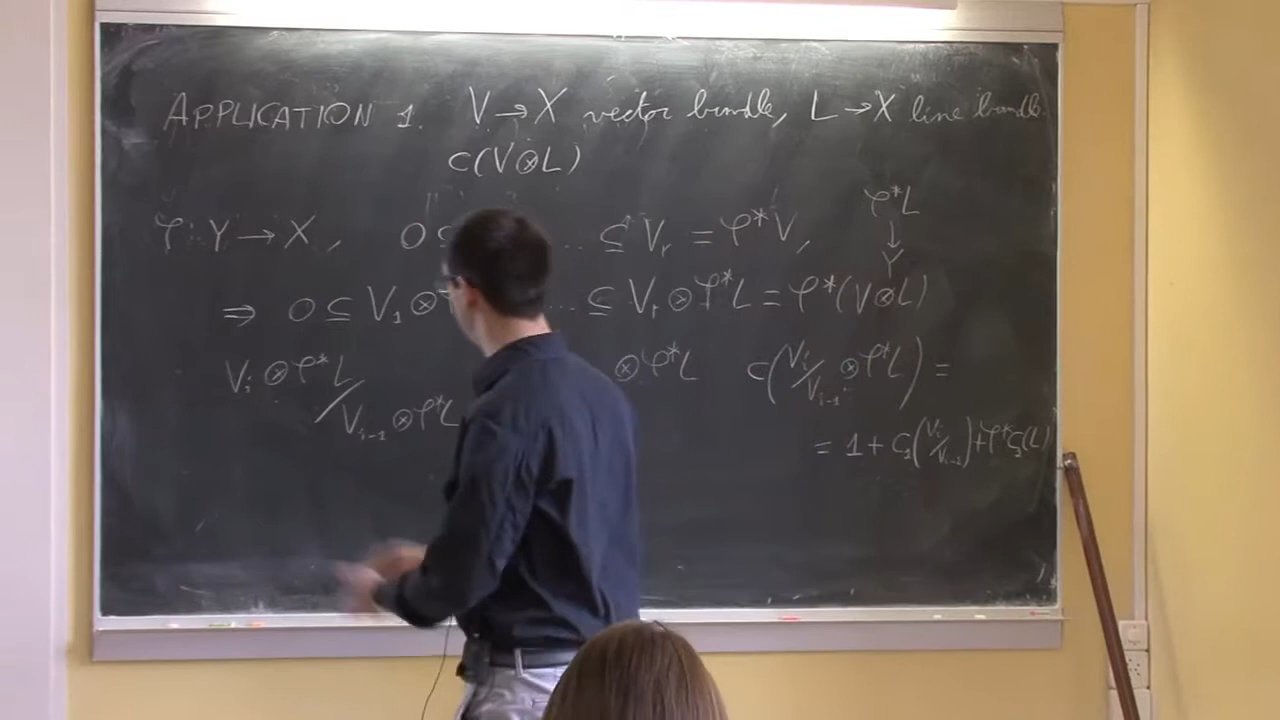 APPLICATION 1. V → X vector bundle, L → X line bundle
c(V⊗L)
φ: Y → X, 0 ⊆ ... ⊆ V_r = φ*V, φ*L ↓ Y
⇒ 0 ⊆ V_1 ⊗ ... ⊆ V_r ⊗ φ*L = φ*(V⊗L)
V_i ⊗ φ*L / V_{i-1} ⊗ φ*L ⊗ φ*L c(V_i/V_{i-1} ⊗ φ*L) =
= 1 + c_1(V_i/V_{i-1}) + φ*c_1(L)